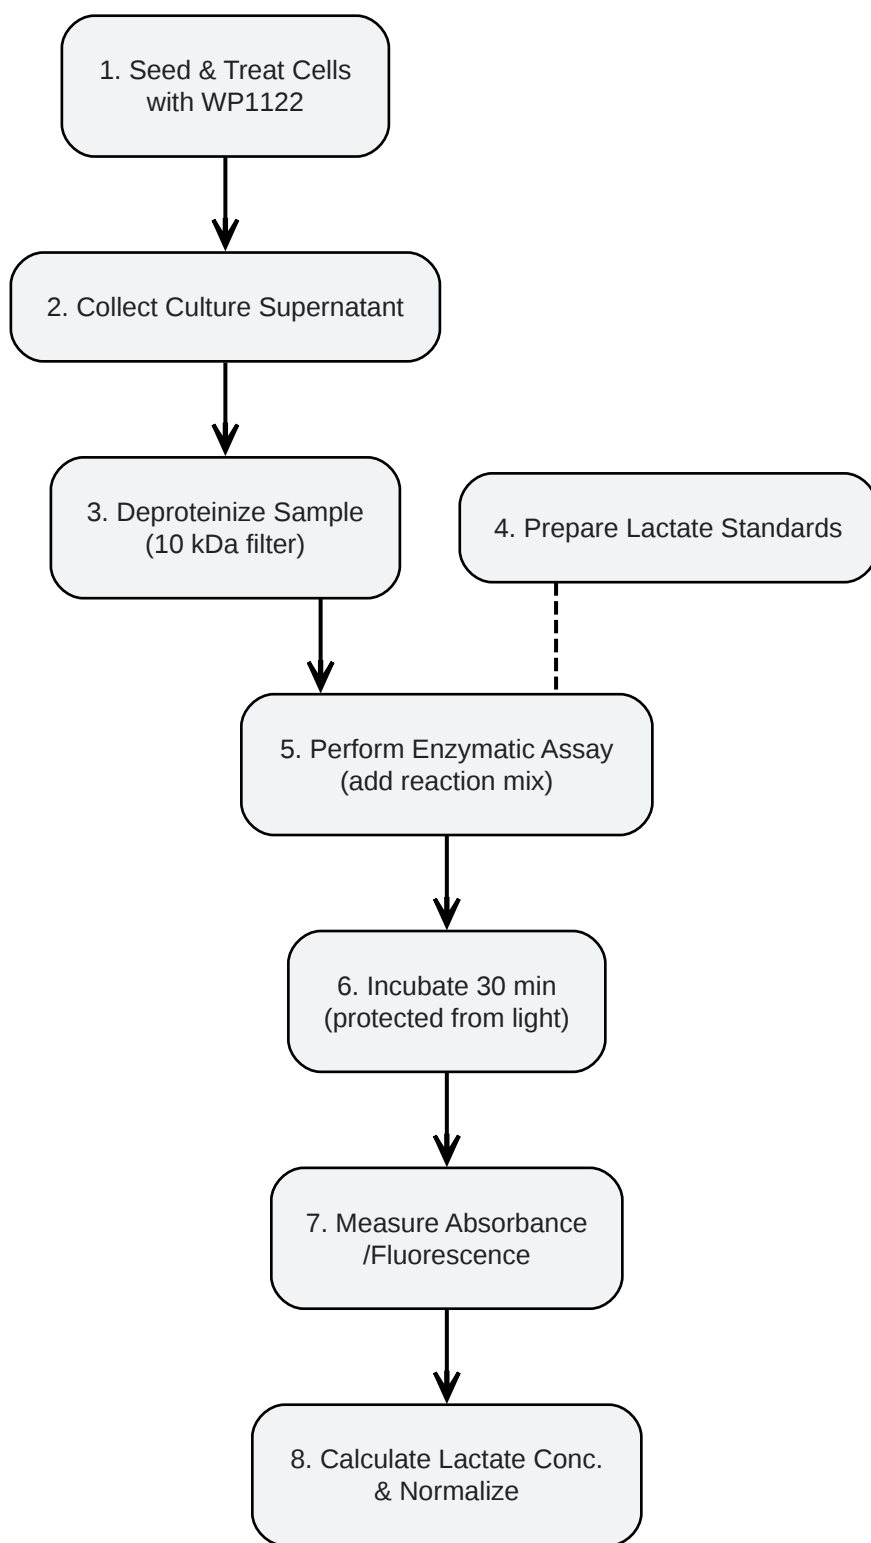 1. Seed & Treat Cells
with WP1122
2. Collect Culture Supernatant
3. Deproteinize Sample
(10 kDa filter)
4. Prepare Lactate Standards
5. Perform Enzymatic Assay
(add reaction mix)
6. Incubate 30 min
(protected from light)
7. Measure Absorbance
/Fluorescence
8. Calculate Lactate Conc.
& Normalize